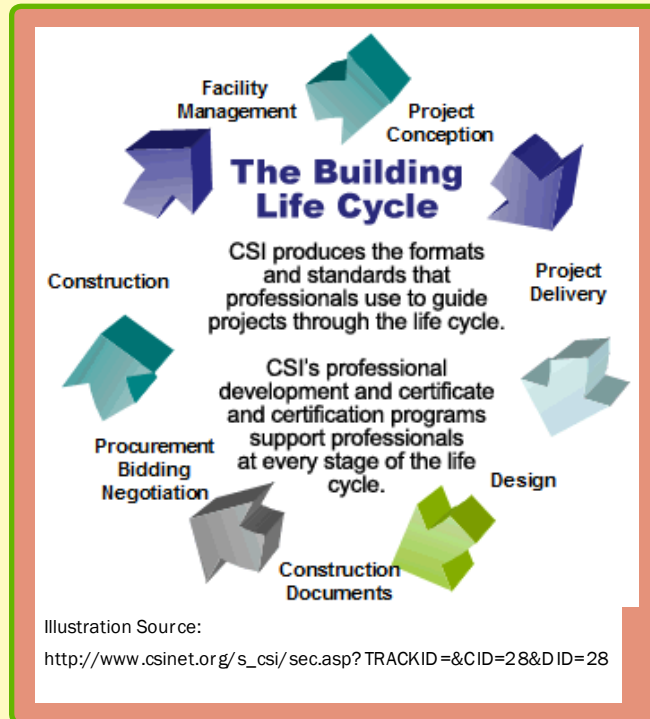 Facility
Management
Project
Conception
The Building
Life Cycle
CSI produces the formats
and standards that
professionals use to guide
projects through the life cycle.
Construction
Project
Delivery
CSI's professional
development and certificate
and certification programs
support professionals
at every stage of the life
cycle.
Procurement
Bidding
Negotiation
Design
Construction
Documents
Illustration Source:
http://www.csinet.org/s_csi/sec.asp?TRACKID=&CID=28&DID=28